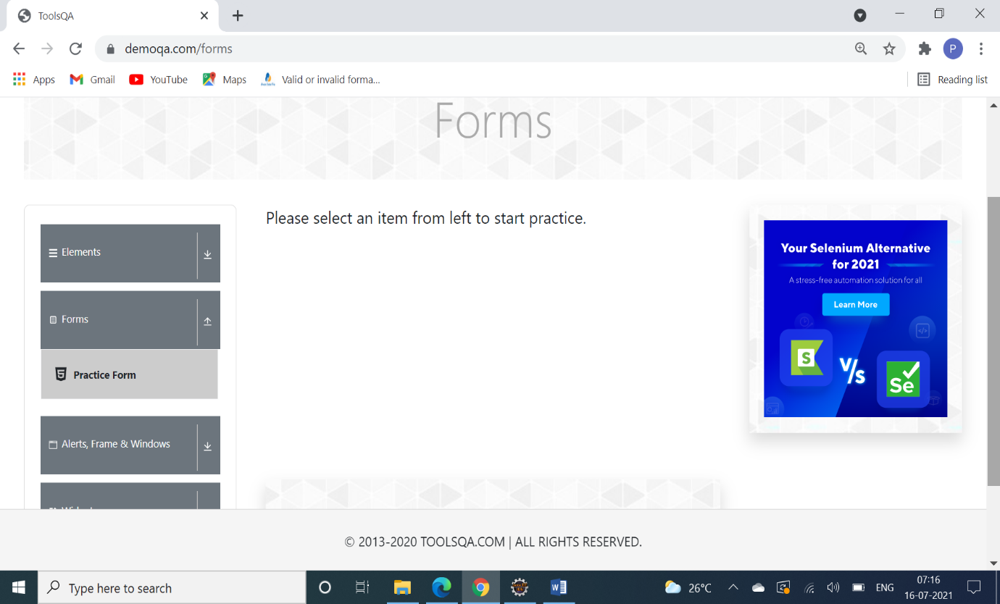 ToolsQA
demoqa.com/forms
P
Apps
Gmail
YouTube
Maps
Valid or invalid forma...
Reading list
Forms
Please select an item from left to start practice.
Elements
Forms
Practice Form
Alerts, Frame & Windows
Your Selenium Alternative
for 2021
A stress-free automation solution for all
Learn More
S
V/s
Se
© 2013-2020 TOOLSQA.COM | ALL RIGHTS RESERVED.
Type here to search
26°C
ENG
07:16
16-07-2021